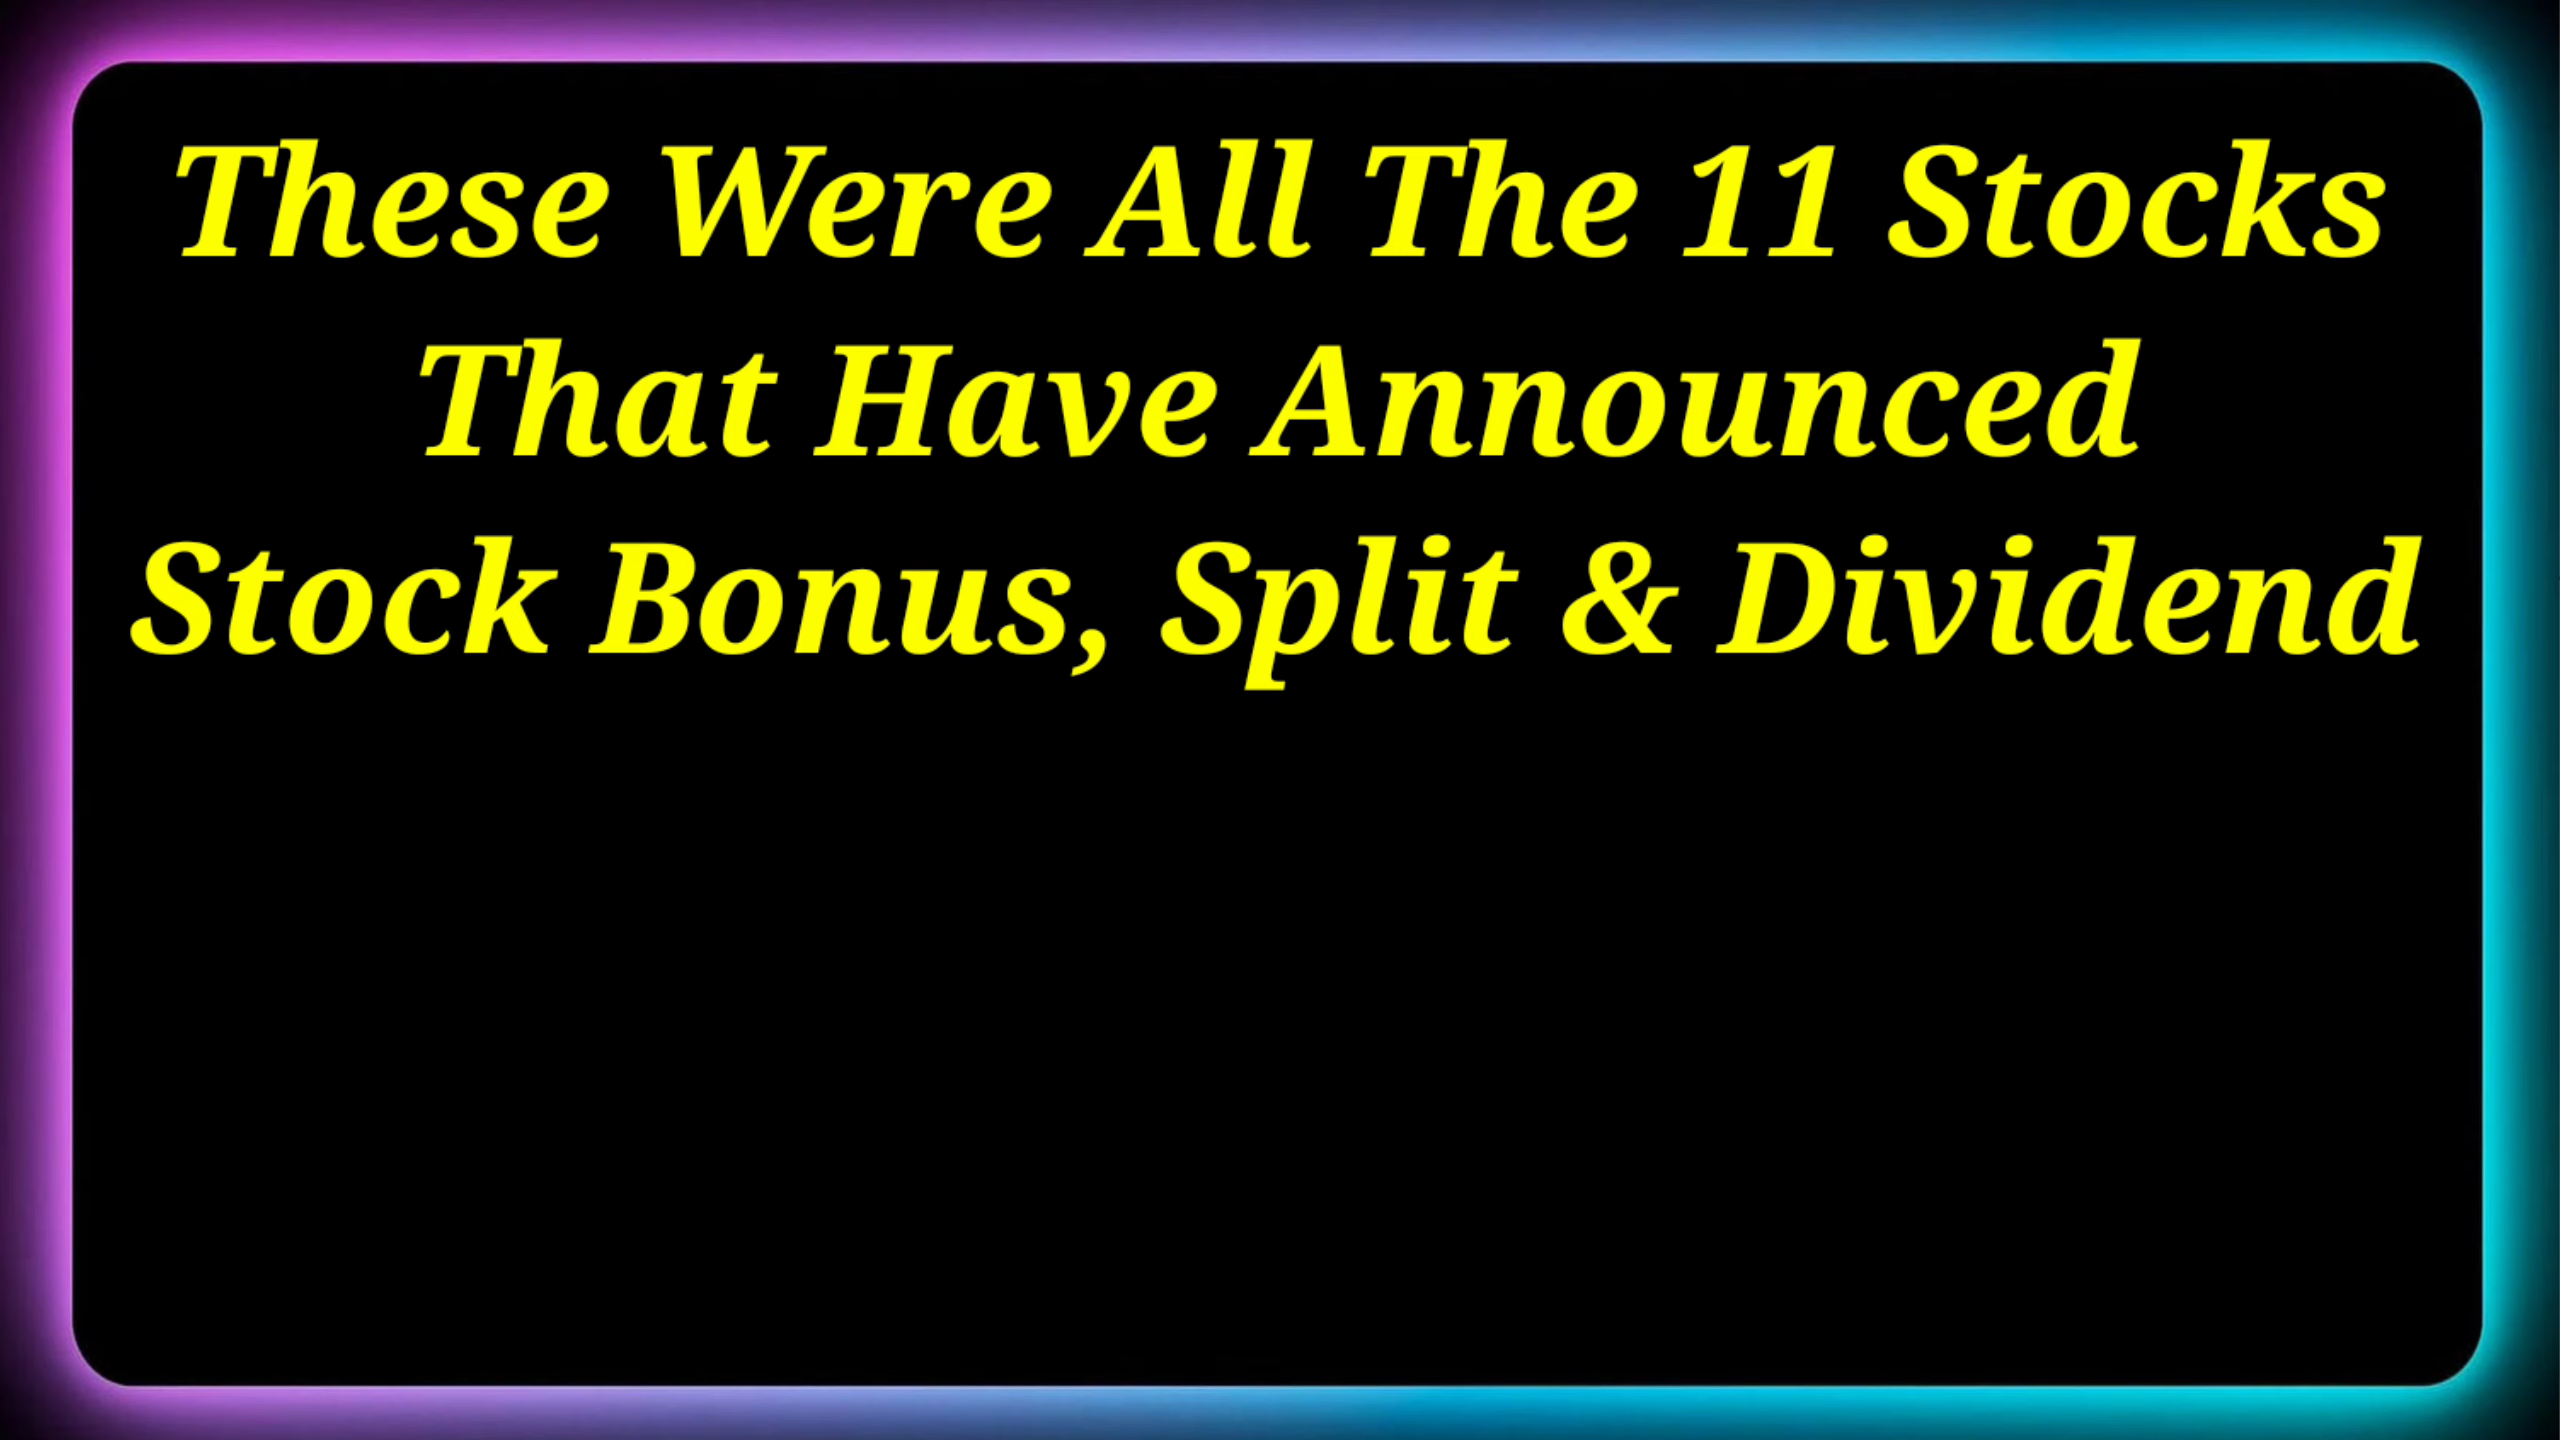 These Were All The 11 Stocks
That Have Announced
Stock Bonus, Split & Dividend